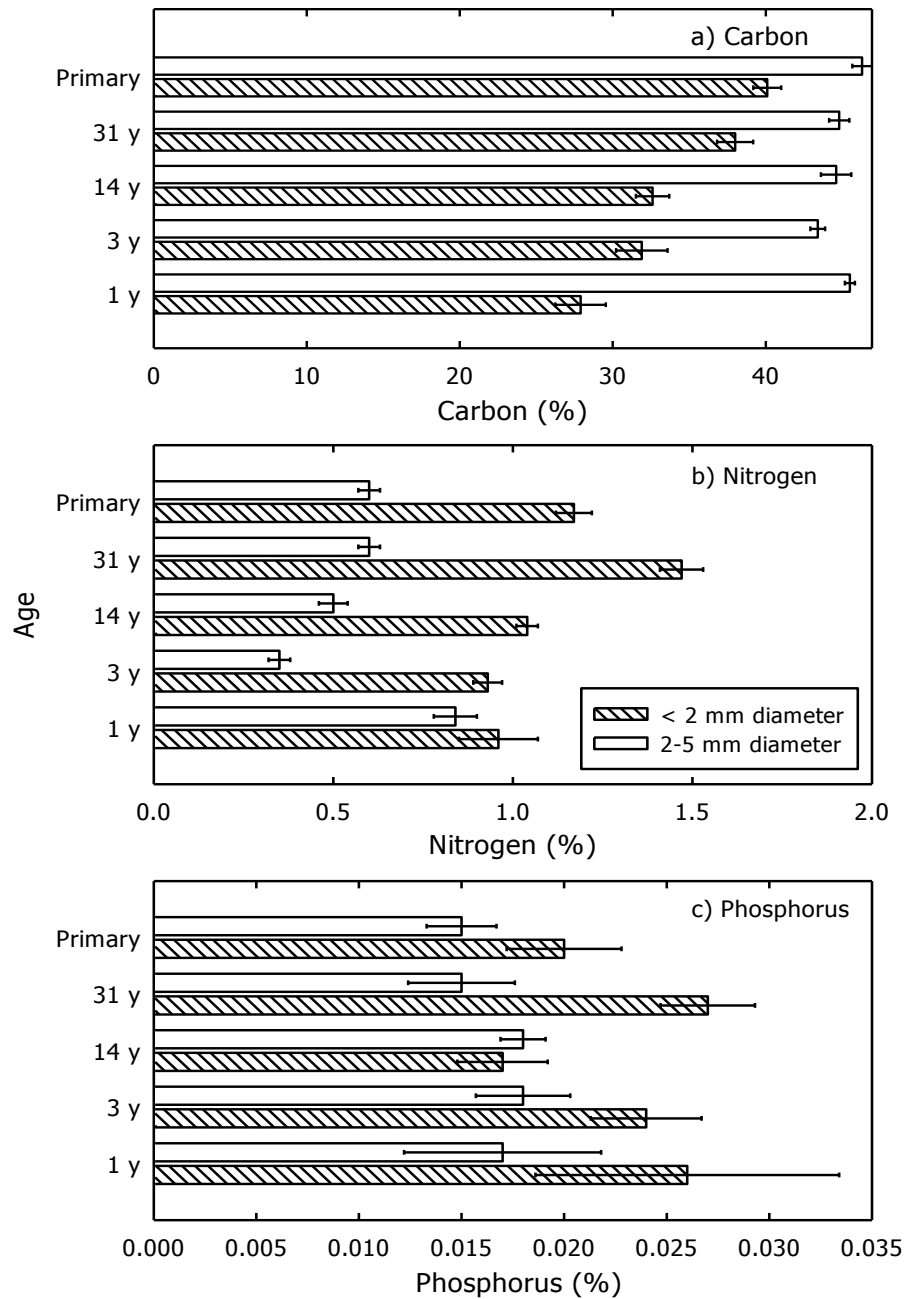 a) Carbon
Primary
31 y
14 y
3 y
1 y
0 10 20 30 40
Carbon (%)
b) Nitrogen
Primary
31 y
14 y
3 y
1 y
Age
< 2 mm diameter
2-5 mm diameter
0.0 0.5 1.0 1.5 2.0
Nitrogen (%)
c) Phosphorus
Primary
31 y
14 y
3 y
1 y
0.000 0.005 0.010 0.015 0.020 0.025 0.030 0.035
Phosphorus (%)